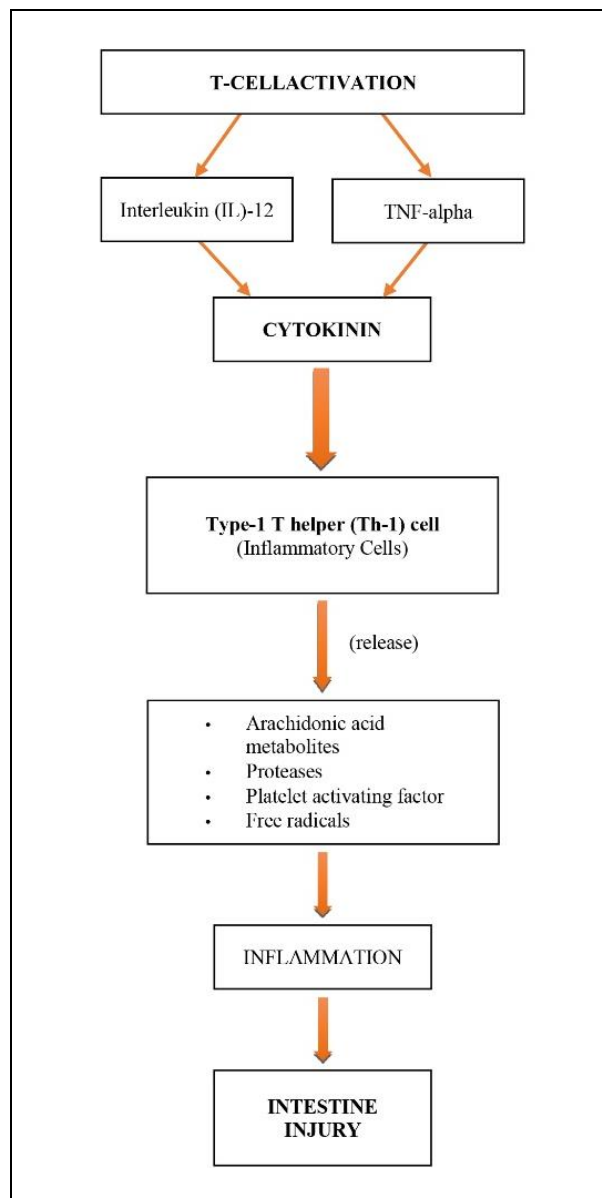 T-CELLACTIVATION
Interleukin (IL)-12
TNF-alpha
CYTOKININ
Type-1 T helper (Th-1) cell
(Inflammatory Cells)
(release)
• Arachidonic acid
metabolites
• Proteases
• Platelet activating factor
• Free radicals
INFLAMMATION
INTESTINE
INJURY